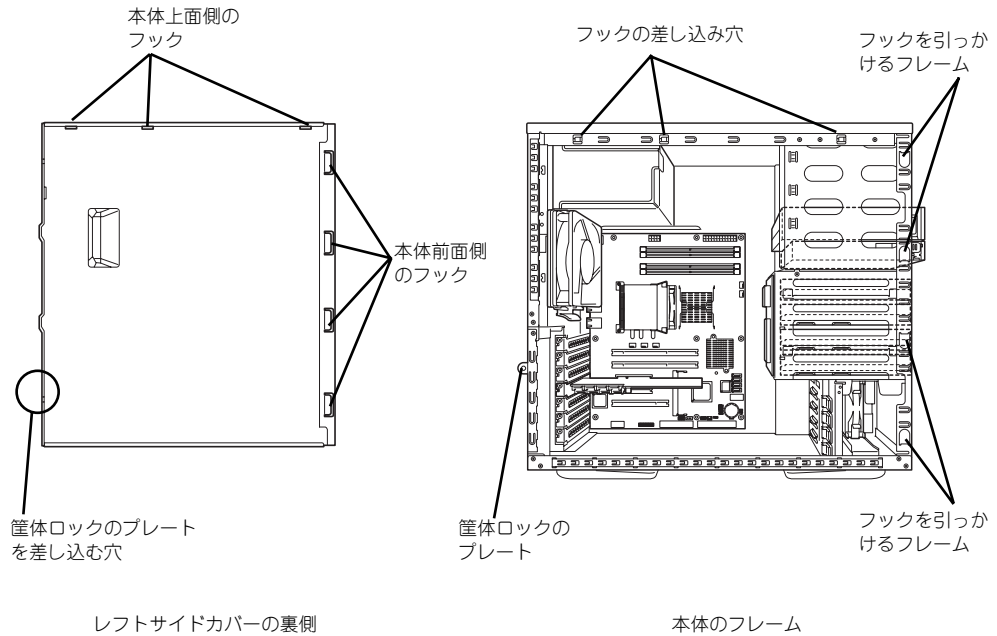 本体上面側の
フック
本体前面側
のフック
筐体ロックのプレート
を差し込む穴
レフトサイドカバーの裏側
フックの差し込み穴
フックを引っか
けるフレーム
筐体ロックの
プレート
フックを引っか
けるフレーム
本体のフレーム